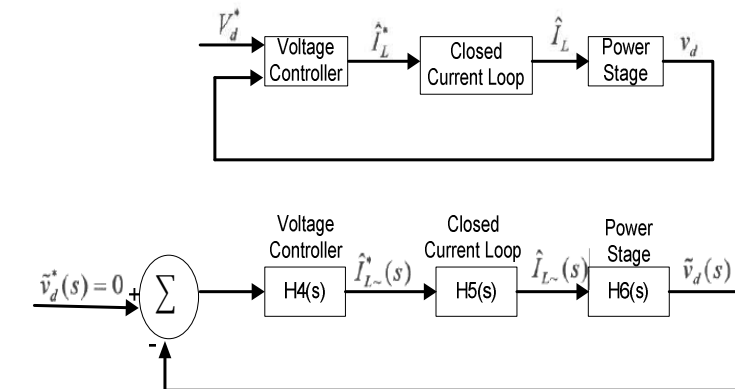 V*d
Voltage
Controller
Î*L
Closed
Current Loop
ÎL
Power
Stage
vd
Voltage
Controller
Closed
Current Loop
Power
Stage
ṽ*d(s) = 0
+
∑
-
H4(s)
Î*L~(s)
H5(s)
ÎL~(s)
H6(s)
ṽd(s)